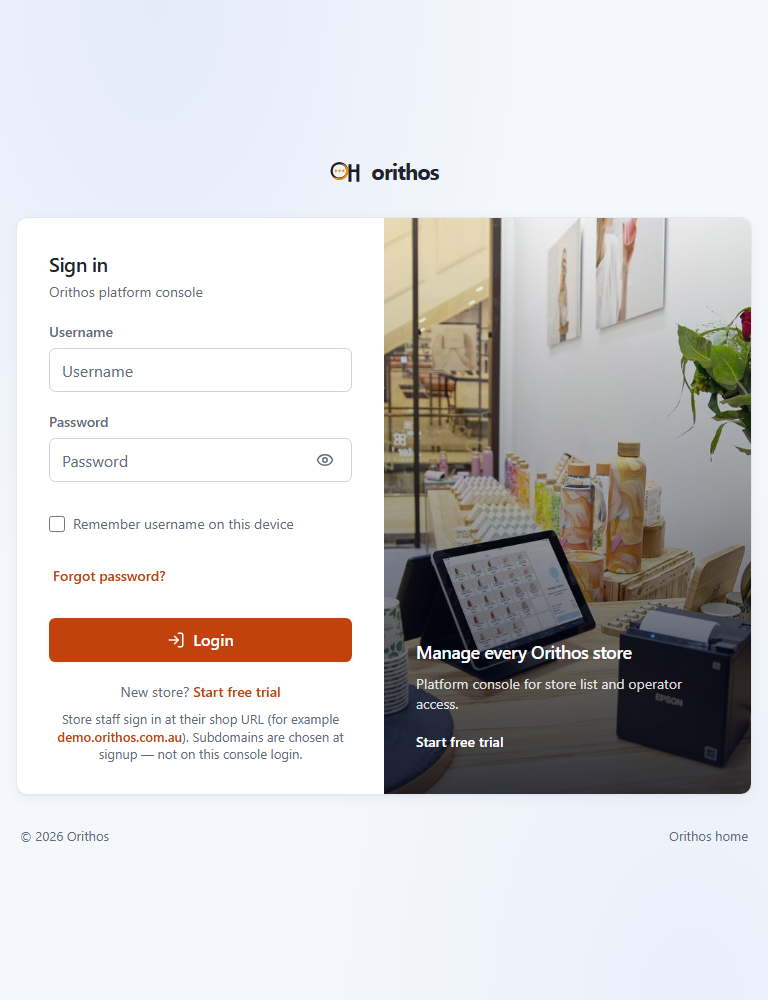 OH orithos
Sign in
Orithos platform console
Username
Username
Password
Password
Remember username on this device
Forgot password?
Login
New store? Start free trial
Store staff sign in at their shop URL (for example
demo.orithos.com.au). Subdomains are chosen at
signup — not on this console login.
Manage every Orithos store
Platform console for store list and operator
access.
Start free trial
EPSON
© 2026 Orithos
Orithos home